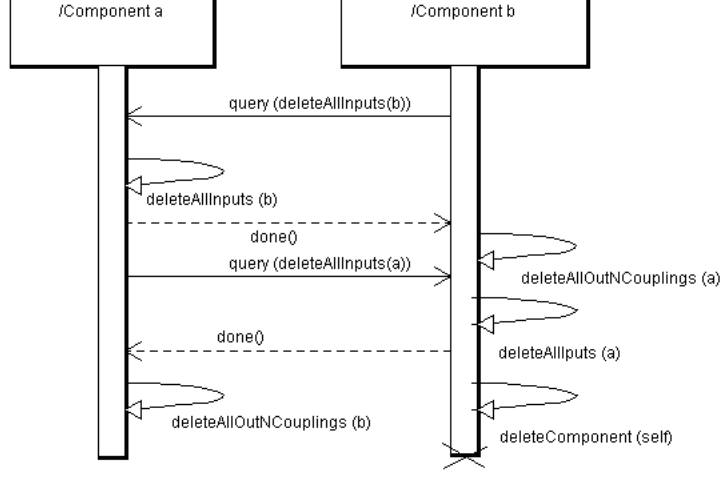 /Component a
/Component b
query (deleteAllInputs(b))
deleteAllInputs (b)
done()
query (deleteAllInputs(a))
deleteAllOutNCouplings (a)
done()
deleteAllIputs (a)
deleteAllOutNCouplings (b)
deleteComponent (self)